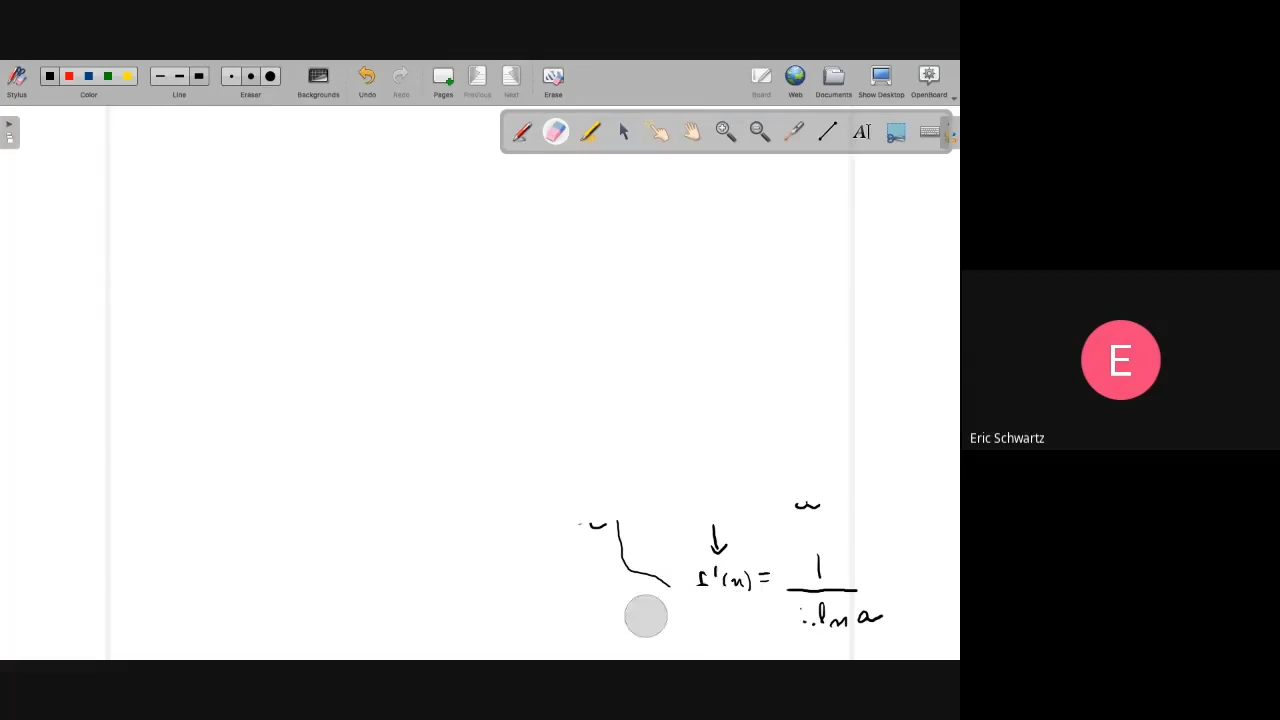 Stylus Color Line Eraser Backgrounds Undo Redo Pages Previous Next Erase Board Web Documents Show Desktop OpenBoard
E
Eric Schwartz
f'(x) = 1
ln a